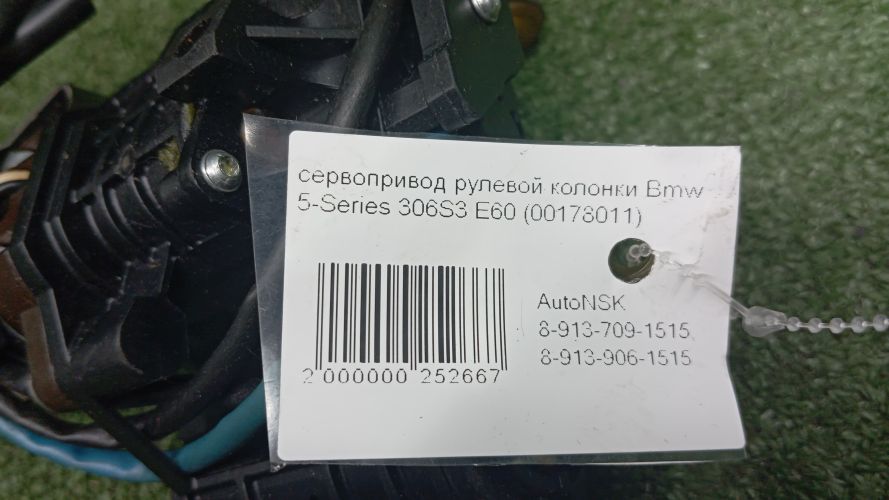 сервопривод рулевой колонки Bmw
5-Series 306S3 E60 (00178011)
AutoNSK
8-913-709-1515
8-913-906-1515
2 000000 252667